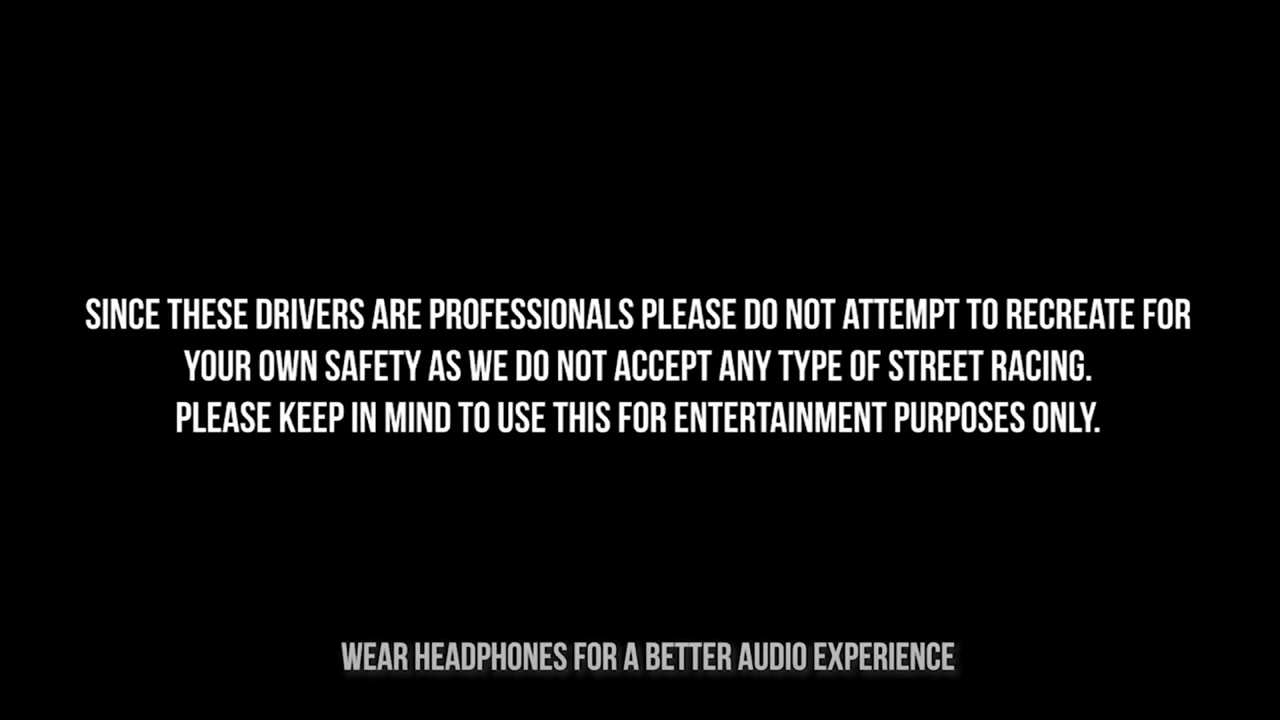 SINCE THESE DRIVERS ARE PROFESSIONALS PLEASE DO NOT ATTEMPT TO RECREATE FOR
YOUR OWN SAFETY AS WE DO NOT ACCEPT ANY TYPE OF STREET RACING.
PLEASE KEEP IN MIND TO USE THIS FOR ENTERTAINMENT PURPOSES ONLY.
WEAR HEADPHONES FOR A BETTER AUDIO EXPERIENCE